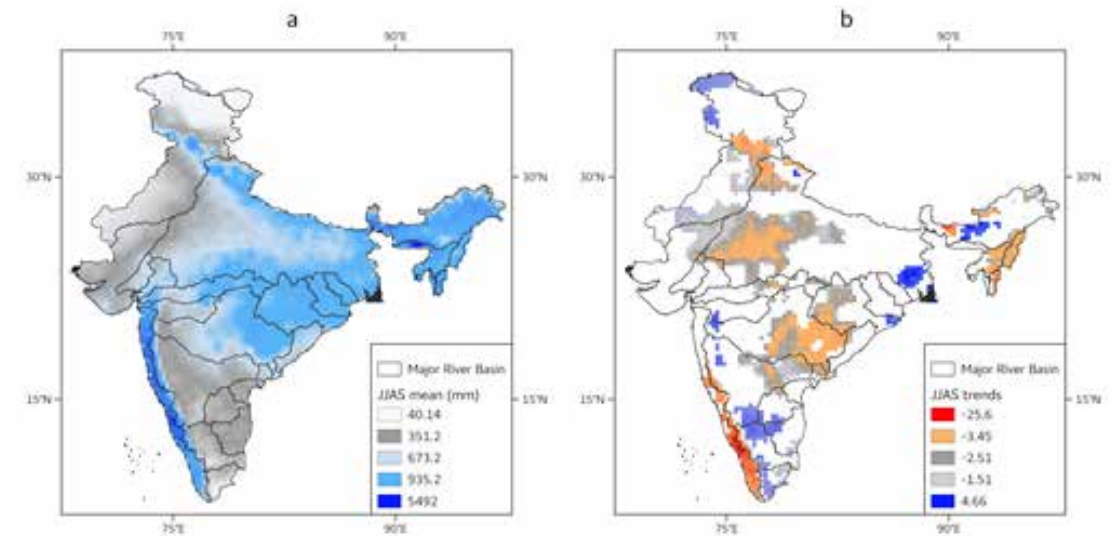 a
75°E 90°E
30°N 30°N
15°N 15°N
Major River Basin
JJAS mean (mm)
40.14
351.2
673.2
935.2
5492
75°E 90°E
b
75°E 90°E
30°N
15°N
Major River Basin
JJAS trends
-25.6
-3.45
-2.51
-1.51
4.66
75°E 90°E